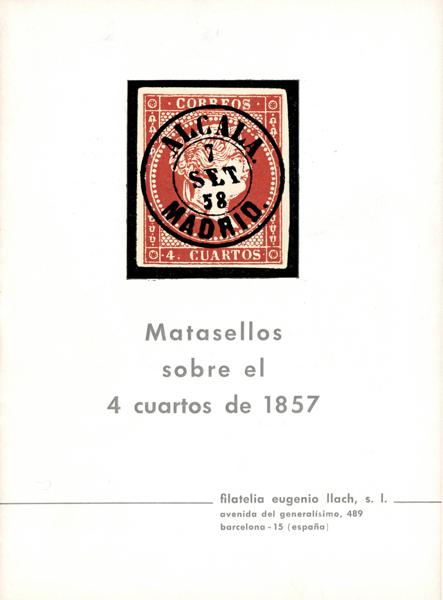 CORREOS
ALCALA.
7
SET
58
MADRID.
4. CUARTOS
Matasellos
sobre el
4 cuartos de 1857
filatelia eugenio llach, s. l.
avenida del generalísimo, 489
barcelona - 15 (españa)